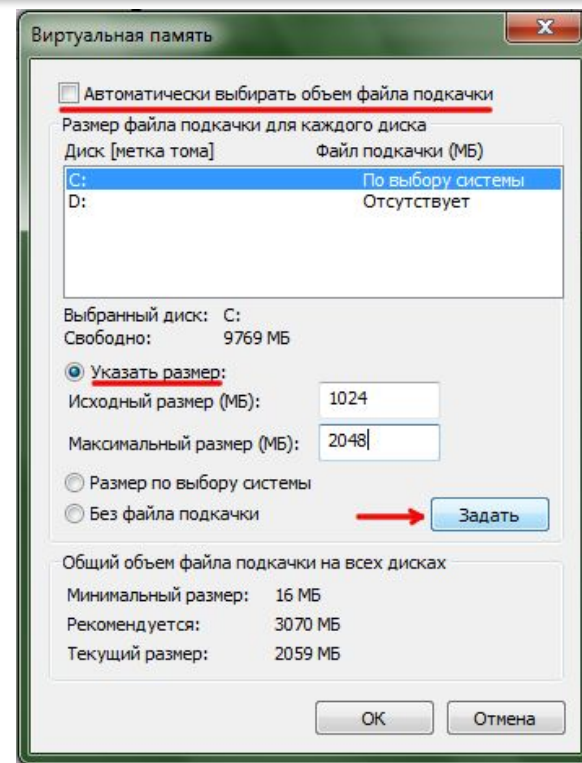 Виртуальная память
Автоматически выбирать объем файла подкачки
Размер файла подкачки для каждого диска
Диск [метка тома] Файл подкачки (МБ)
C: По выбору системы
D: Отсутствует
Выбранный диск: C:
Свободно: 9769 МБ
Указать размер:
Исходный размер (МБ): 1024
Максимальный размер (МБ): 2048
Размер по выбору системы
Без файла подкачки Задать
Общий объем файла подкачки на всех дисках
Минимальный размер: 16 МБ
Рекомендуется: 3070 МБ
Текущий размер: 2059 МБ
ОК Отмена